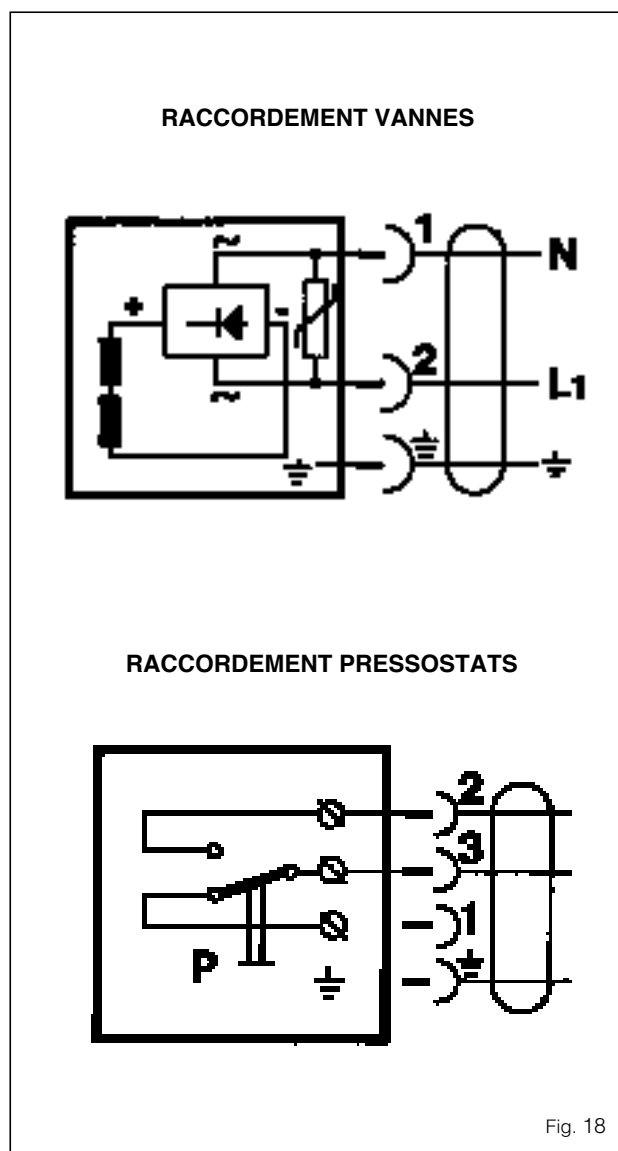 RACCORDEMENT VANNES
~
1
N
+
-
2
L1
~
RACCORDEMENT PRESSOSTATS
2
3
1
P
Fig. 18